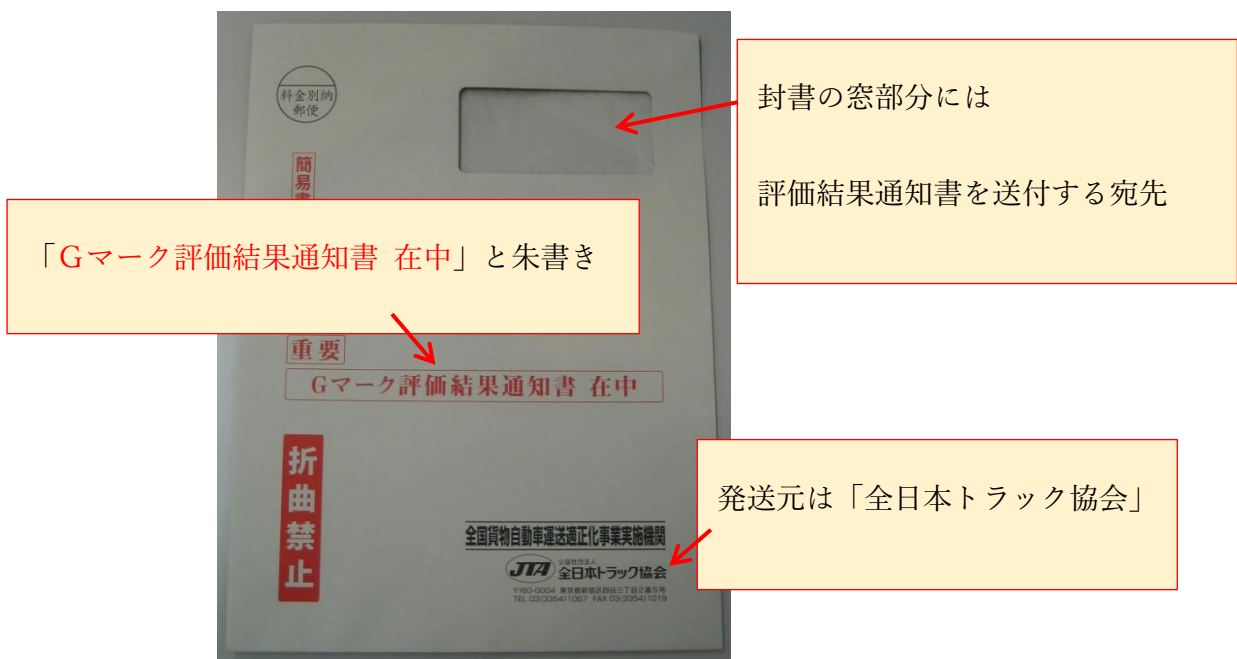 料金別納
郵便
簡易書
封書の窓部分には
評価結果通知書を送付する宛先
「Gマーク評価結果通知書 在中」と朱書き
重要
Gマーク評価結果通知書 在中
折曲禁止
発送元は「全日本トラック協会」
全国貨物自動車運送適正化事業実施機関
JTA 公益社団法人
全日本トラック協会
〒160-0004 東京都新宿区四谷三丁目2番5号
TEL 03(3354)1067 FAX 03(3354)1019